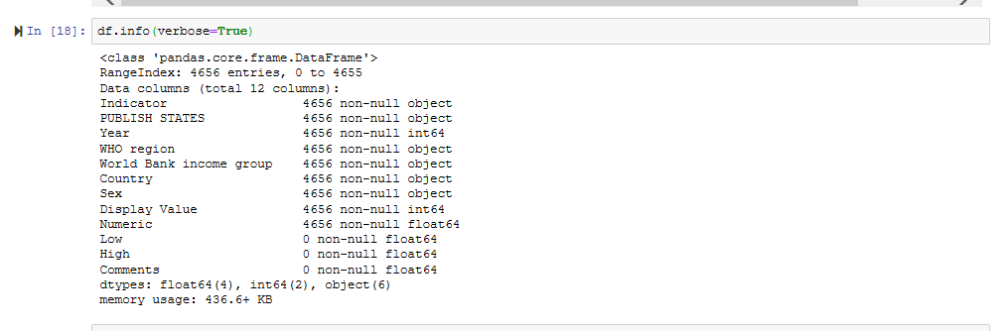 In [18]: df.info(verbose=True)
<class 'pandas.core.frame.DataFrame'>
RangeIndex: 4656 entries, 0 to 4655
Data columns (total 12 columns):
Indicator                  4656 non-null object
PUBLISH STATES             4656 non-null object
Year                       4656 non-null int64
WHO region                 4656 non-null object
World Bank income group    4656 non-null object
Country                    4656 non-null object
Sex                        4656 non-null object
Display Value              4656 non-null int64
Numeric                    4656 non-null float64
Low                        0 non-null float64
High                       0 non-null float64
Comments                   0 non-null float64
dtypes: float64(4), int64(2), object(6)
memory usage: 436.6+ KB